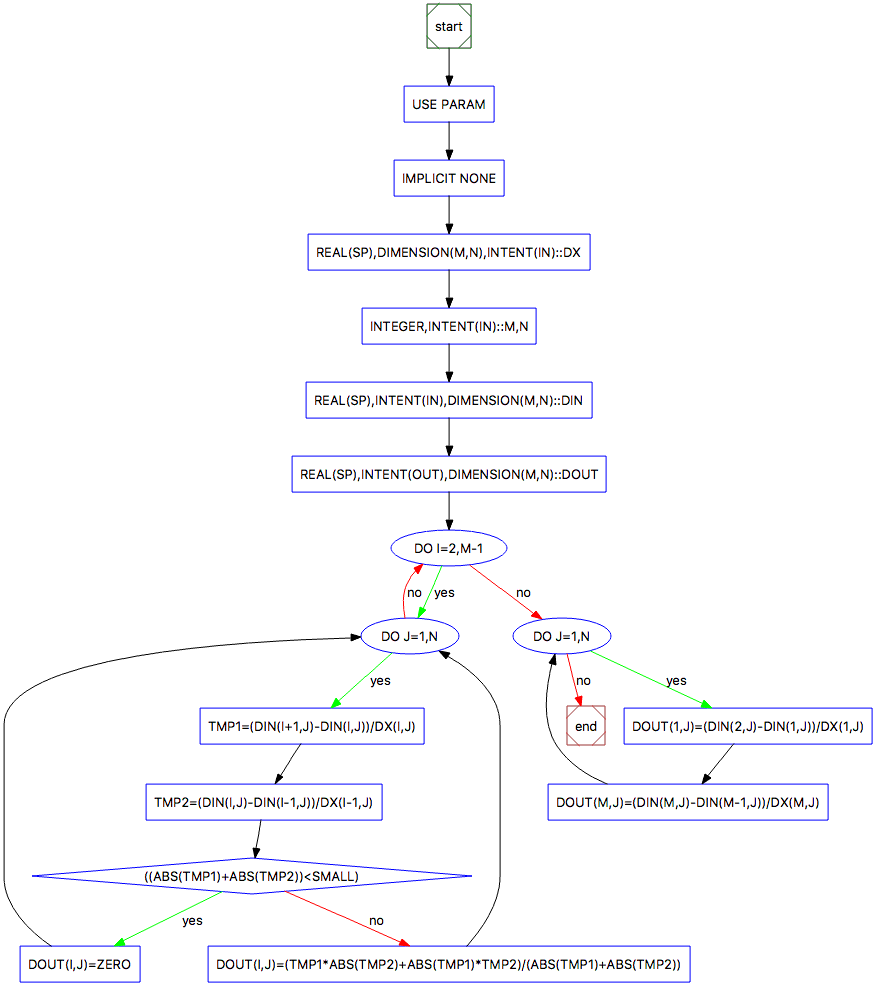 start
USE PARAM
IMPLICIT NONE
REAL(SP),DIMENSION(M,N),INTENT(IN)::DX
INTEGER,INTENT(IN)::M,N
REAL(SP),INTENT(IN),DIMENSION(M,N)::DIN
REAL(SP),INTENT(OUT),DIMENSION(M,N)::DOUT
DO I=2,M-1
no
yes
no
DO J=1,N
DO J=1,N
yes
no
yes
TMP1=(DIN(I+1,J)-DIN(I,J))/DX(I,J)
end
DOUT(1,J)=(DIN(2,J)-DIN(1,J))/DX(1,J)
TMP2=(DIN(I,J)-DIN(I-1,J))/DX(I-1,J)
DOUT(M,J)=(DIN(M,J)-DIN(M-1,J))/DX(M,J)
((ABS(TMP1)+ABS(TMP2))<SMALL)
yes
no
DOUT(I,J)=ZERO
DOUT(I,J)=(TMP1*ABS(TMP2)+ABS(TMP1)*TMP2)/(ABS(TMP1)+ABS(TMP2))